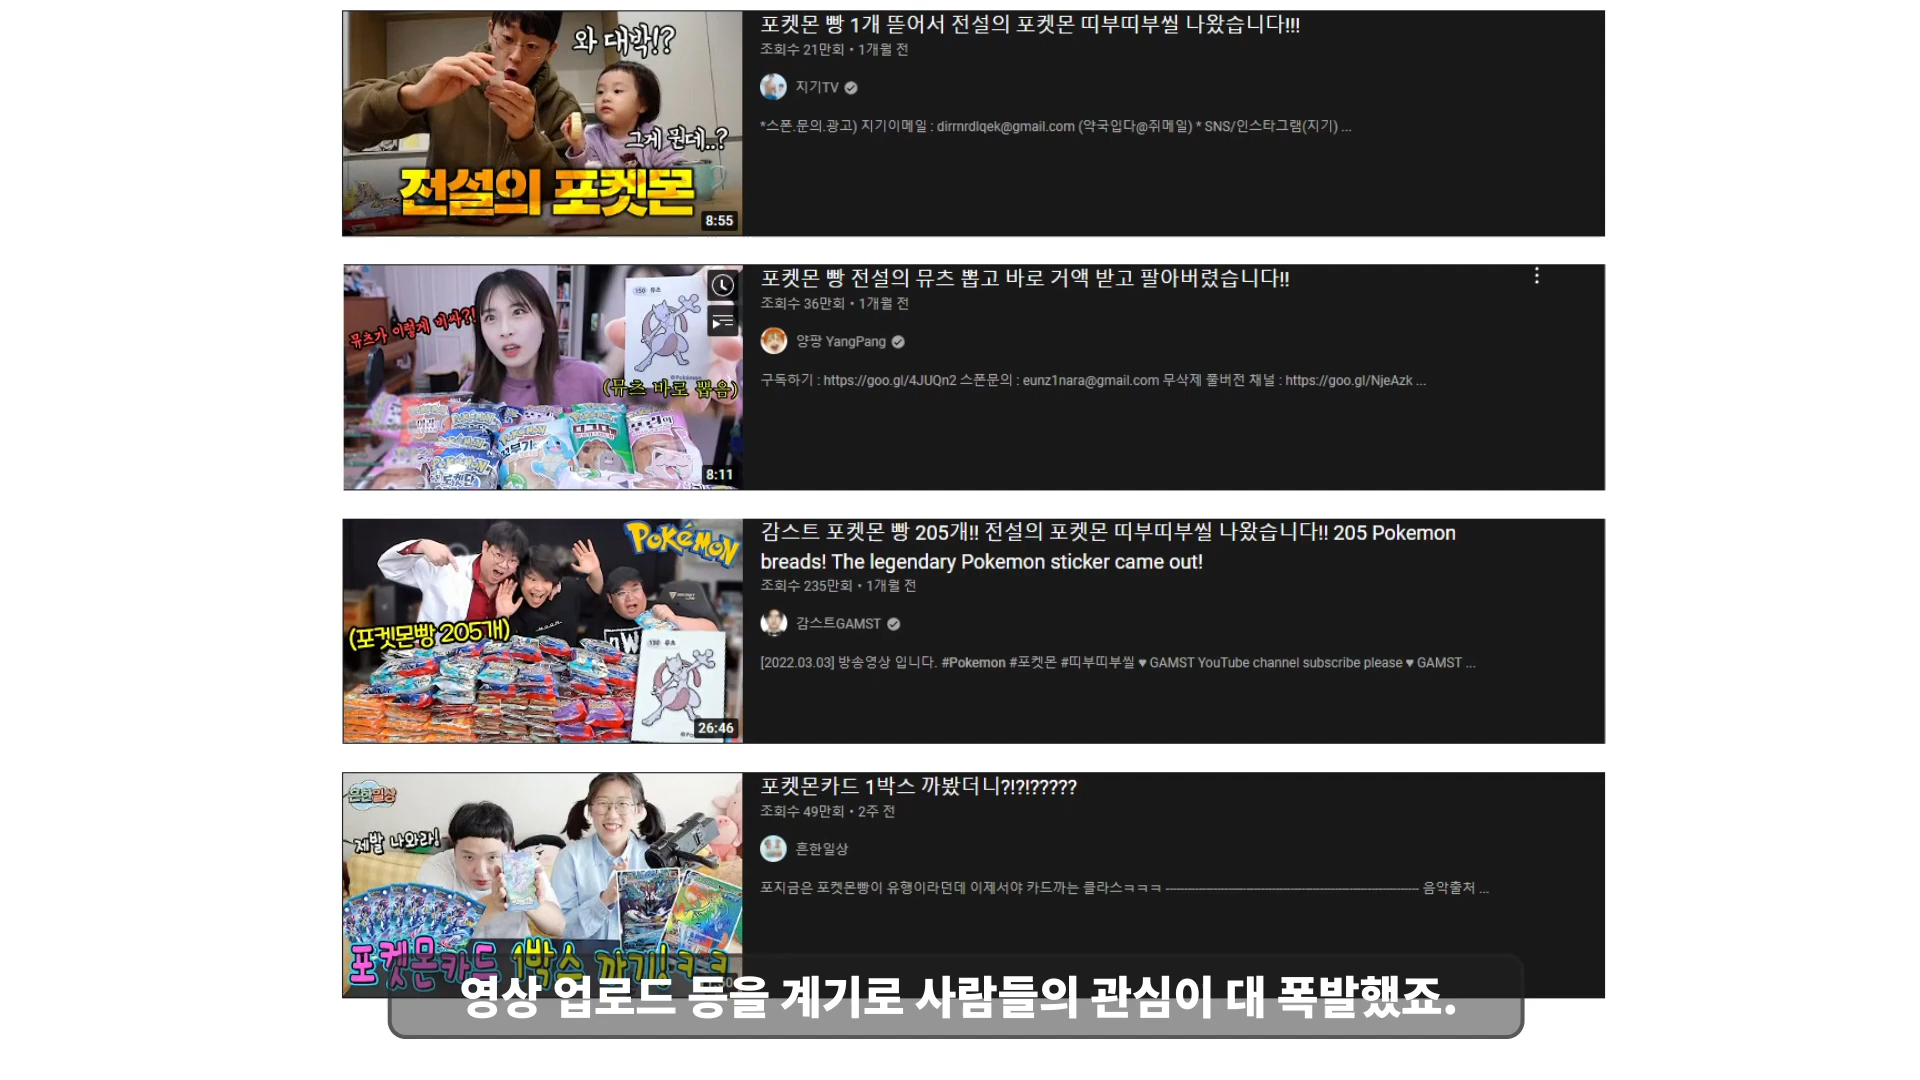 와 대박!?
그게 뭔데..?
전설의 포켓몬
8:55
포켓몬 빵 1개 뜯어서 전설의 포켓몬 띠부띠부씰 나왔습니다!!!
조회수 21만회 • 1개월 전
지기TV
*스폰.문의.광고) 지기이메일 : dirrnrdlqek@gmail.com (약국입다@쥐메일) * SNS/인스타그램(지기) ...
뮤츠가 이렇게 비싸?!
150 뮤츠
(뮤츠 바로 뽑음)
8:11
포켓몬 빵 전설의 뮤츠 뽑고 바로 거액 받고 팔아버렸습니다!!
조회수 36만회 • 1개월 전
양팡 YangPang
구독하기 : https://goo.gl/4JUQn2 스폰문의 : eunz1nara@gmail.com 무삭제 풀버전 채널 : https://goo.gl/NjeAzk ...
POKéMON
(포켓몬빵 205개)
150 뮤츠
26:46
감스트 포켓몬 빵 205개!! 전설의 포켓몬 띠부띠부씰 나왔습니다!! 205 Pokemon
breads! The legendary Pokemon sticker came out!
조회수 235만회 • 1개월 전
감스트GAMST
[2022.03.03] 방송영상 입니다. #Pokemon #포켓몬 #띠부띠부씰 ♥ GAMST YouTube channel subscribe please ♥ GAMST ...
흔한일상
제발 나와라!
포켓몬카드 1박스 까기!ㅋㅋ
포켓몬카드 1박스 까봤더니?!?!?????
조회수 49만회 • 2주 전
흔한일상
포지금은 포켓몬빵이 유행이라던데 이제서야 카드까는 클라스ㅋㅋㅋ ---------------------------------------------------------------- 음악출처 ...
영상 업로드 등을 계기로 사람들의 관심이 대 폭발했죠.